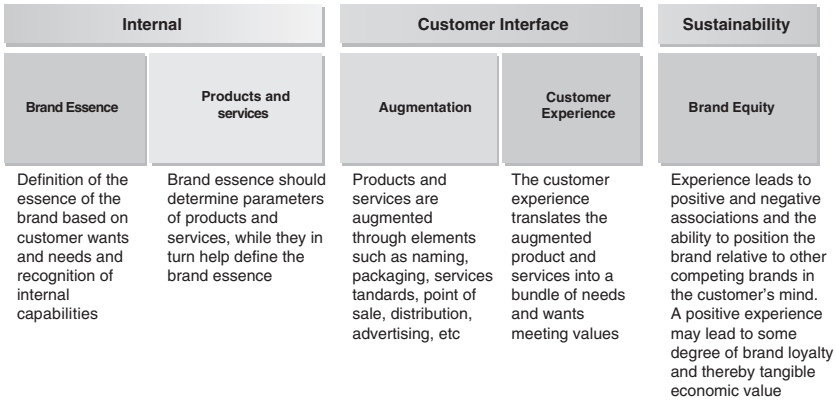 Internal
Customer Interface
Sustainability
Brand Essence
Products and
services
Augmentation
Customer
Experience
Brand Equity
Definition of the
essence of the
brand based on
customer wants
and needs and
recognition of
internal
capabilities
Brand essence should
determine parameters
of products and
services, while they in
turn help define the
brand essence
Products and
services are
augmented
through elements
such as naming,
packaging, services
tandards, point of
sale, distribution,
advertising, etc
The customer
experience
translates the
augmented
product and
services into a
bundle of needs
and wants
meeting values
Experience leads to
positive and negative
associations and the
ability to position the
brand relative to other
competing brands in
the customer’s mind.
A positive experience
may lead to some
degree of brand loyalty
and thereby tangible
economic value